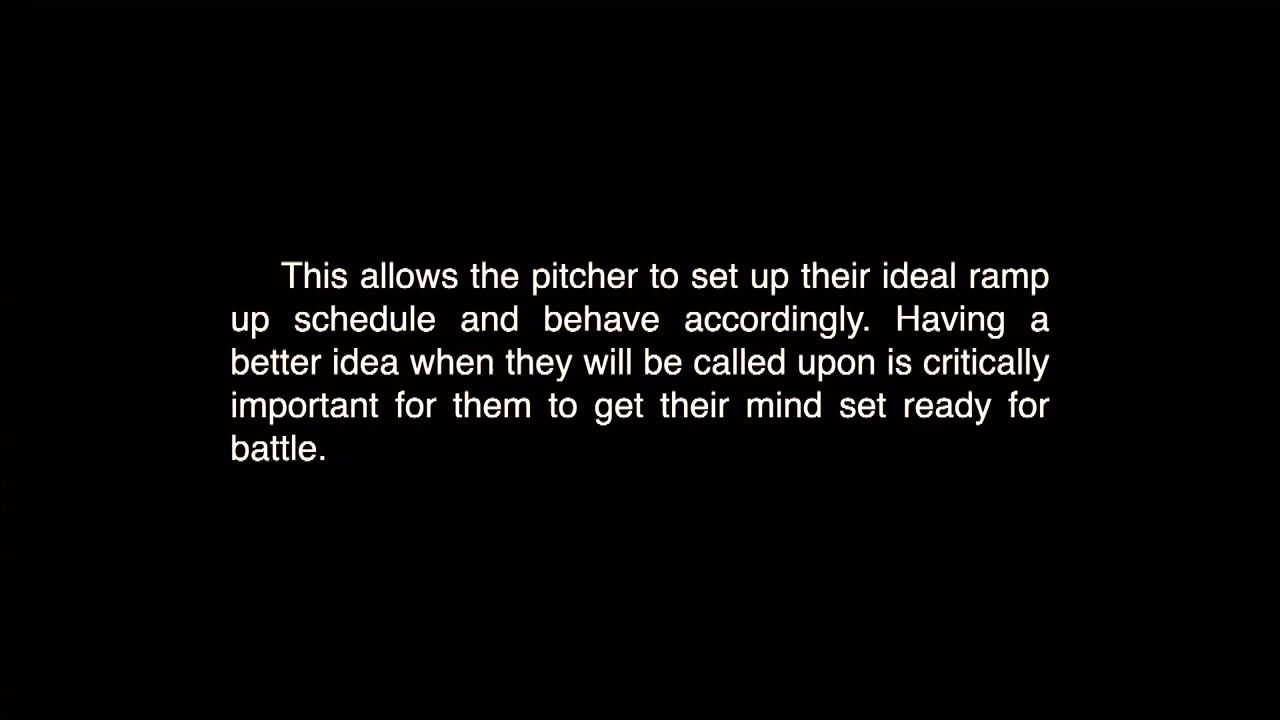 This allows the pitcher to set up their ideal ramp
up schedule and behave accordingly. Having a
better idea when they will be called upon is critically
important for them to get their mind set ready for
battle.